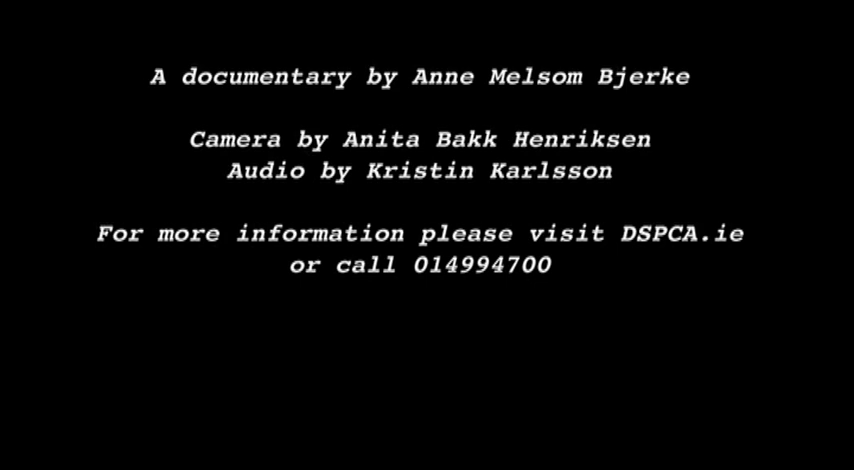 A documentary by Anne Melsom Bjerke
Camera by Anita Bakk Henriksen
Audio by Kristin Karlsson
For more information please visit DSPCA.ie
or call 014994700